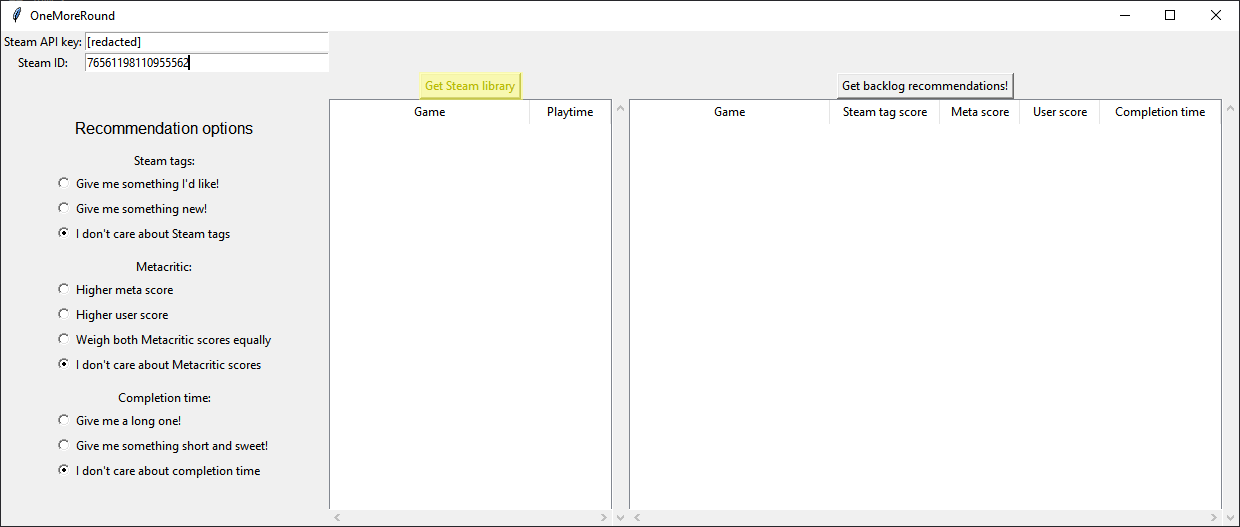 OneMoreRound
Steam API key: [redacted]
Steam ID: 76561198110955562
Get Steam library
Get backlog recommendations!
Game Playtime
Game Steam tag score Meta score User score Completion time
Recommendation options
Steam tags:
Give me something I'd like!
Give me something new!
I don't care about Steam tags
Metacritic:
Higher meta score
Higher user score
Weigh both Metacritic scores equally
I don't care about Metacritic scores
Completion time:
Give me a long one!
Give me something short and sweet!
I don't care about completion time